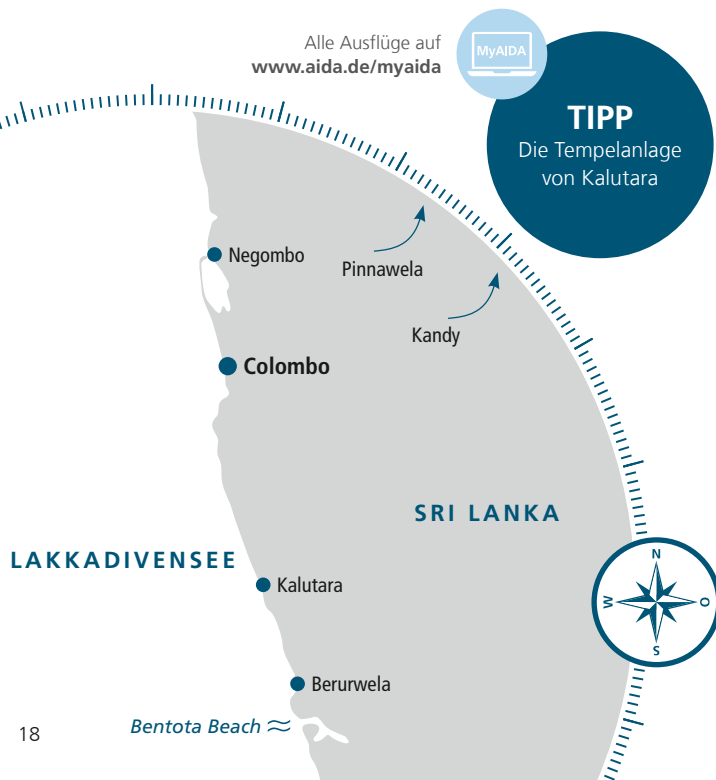 Alle Ausflüge auf
www.aida.de/myaida
MyAIDA
TIPP
Die Tempelanlage
von Kalutara
Negombo
Pinnawela
Kandy
Colombo
SRI LANKA
LAKKADIVENSEE
Kalutara
N
W
O
S
Berurwela
Bentota Beach
18